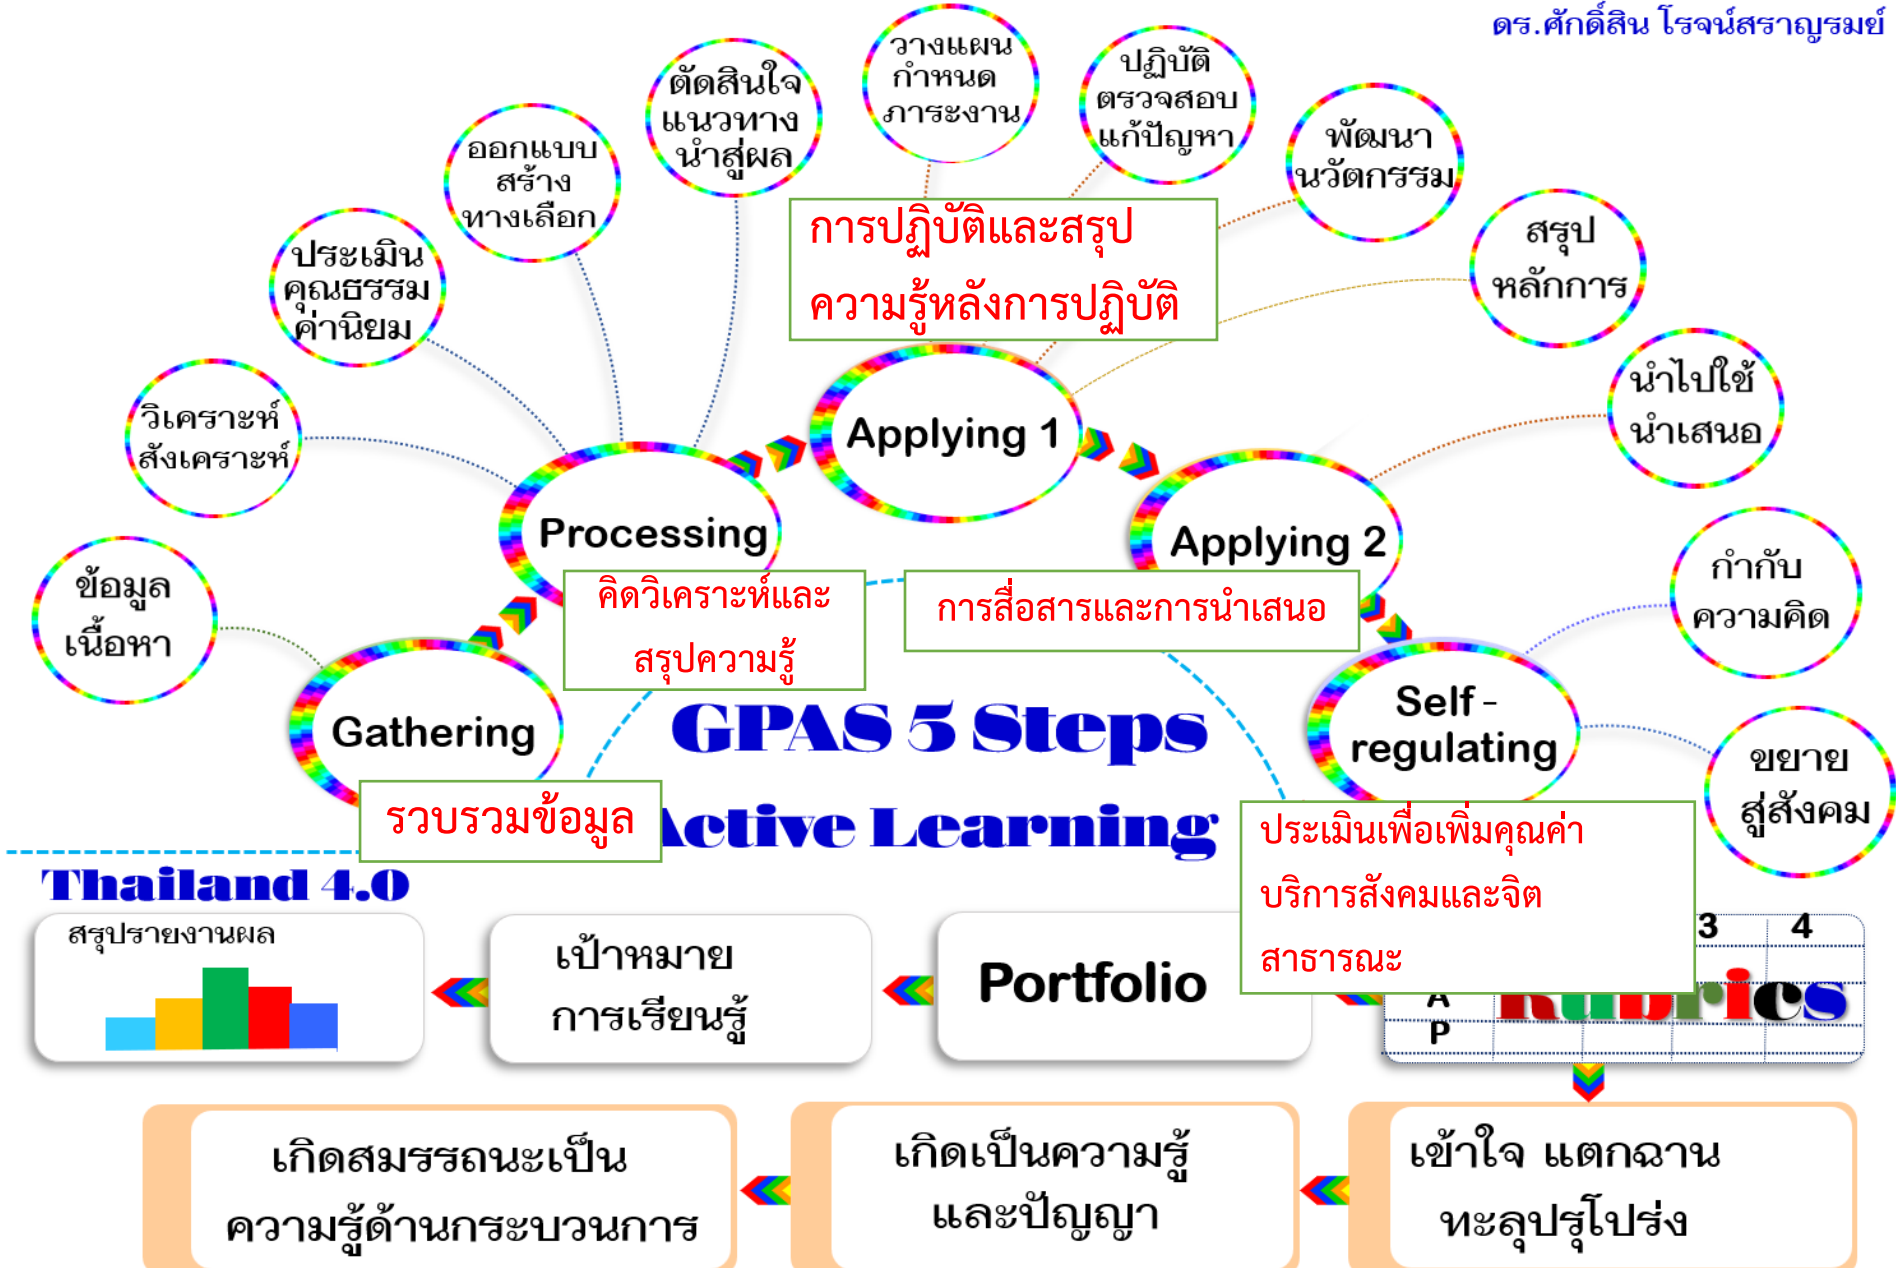 ดร.ศักดิ์สิน โรจน์สราญรมย์
วางแผน
กำหนด
ภาระงาน
ปฏิบัติ
ตรวจสอบ
แก้ปัญหา
ตัดสินใจ
แนวทาง
นำสู่ผล
พัฒนา
นวัตกรรม
ออกแบบ
สร้าง
ทางเลือก
สรุป
หลักการ
ประเมิน
คุณธรรม
ค่านิยม
การปฏิบัติและสรุป
ความรู้หลังการปฏิบัติ
นำไปใช้
นำเสนอ
วิเคราะห์
สังเคราะห์
Applying 1
Processing
Applying 2
ข้อมูล
เนื้อหา
คิดวิเคราะห์และ
สรุปความรู้
การสื่อสารและการนำเสนอ
กำกับ
ความคิด
Gathering
GPAS 5 Steps
Self -
regulating
ขยาย
สู่สังคม
รวบรวมข้อมูล
Active Learning
ประเมินเพื่อเพิ่มคุณค่า
บริการสังคมและจิต
สาธารณะ
Thailand 4.0
สรุปรายงานผล
เป้าหมาย
การเรียนรู้
Portfolio
3 4
A
P
Rubrics
เกิดสมรรถนะเป็น
ความรู้ด้านกระบวนการ
เกิดเป็นความรู้
และปัญญา
เข้าใจ แตกฉาน
ทะลุปรุโปร่ง